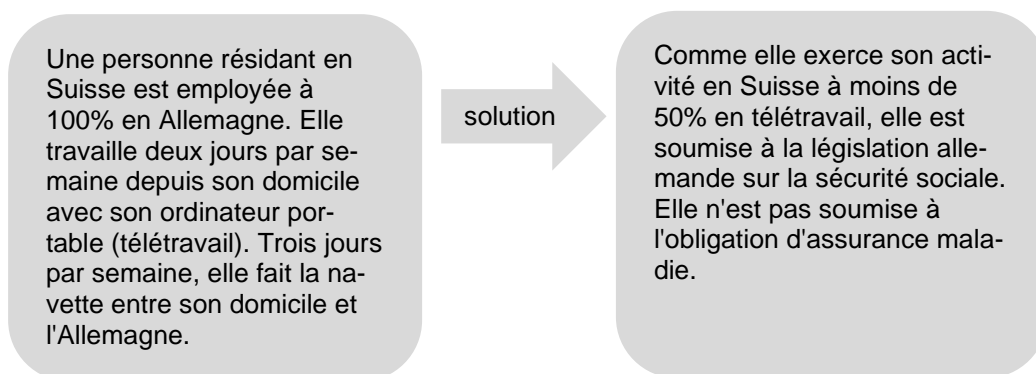 Une personne résidant en
Suisse est employée à
100% en Allemagne. Elle
travaille deux jours par se-
maine depuis son domicile
avec son ordinateur por-
table (télétravail). Trois jours
par semaine, elle fait la na-
vette entre son domicile et
l'Allemagne.
solution
Comme elle exerce son acti-
vité en Suisse à moins de
50% en télétravail, elle est
soumise à la législation alle-
mande sur la sécurité sociale.
Elle n'est pas soumise à
l'obligation d'assurance mala-
die.